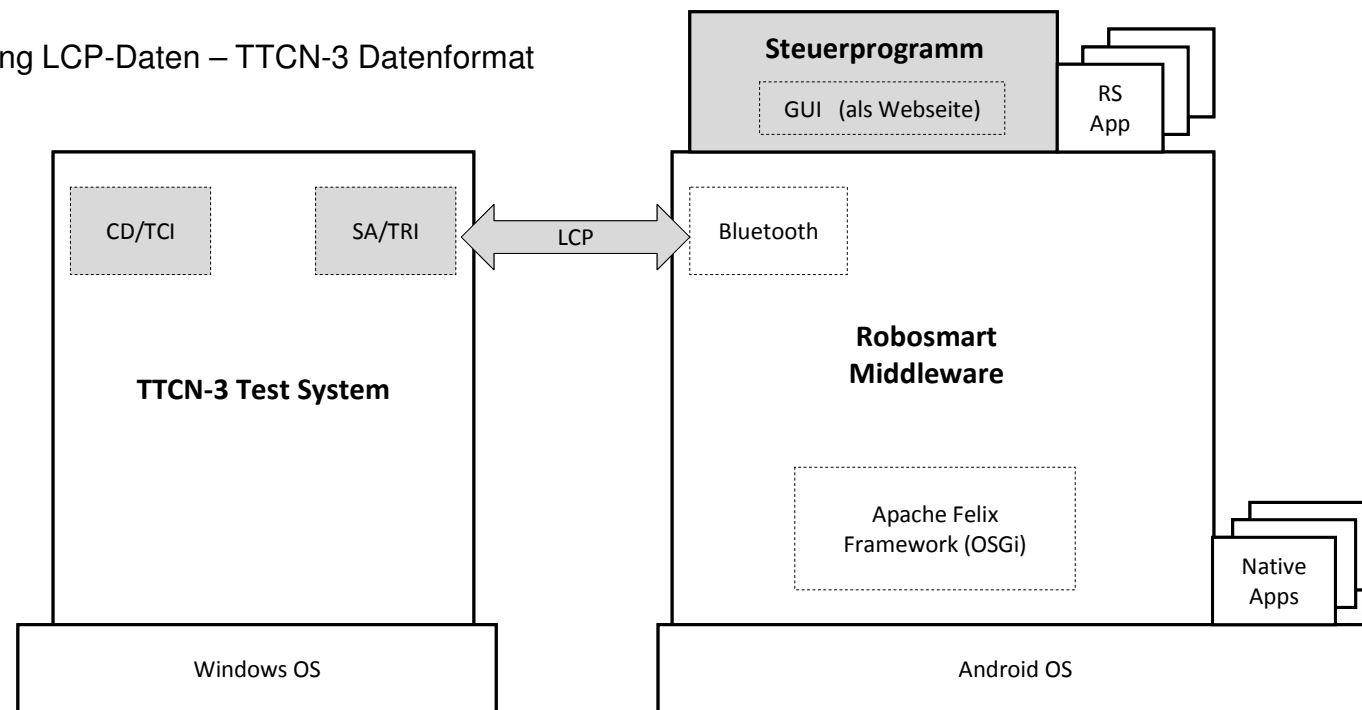 ng LCP-Daten – TTCN-3 Datenformat
Steuerprogramm
GUI (als Webseite)
RS
App
CD/TCI
SA/TRI
LCP
Bluetooth
Robosmart
Middleware
TTCN-3 Test System
Apache Felix
Framework (OSGi)
Native
Apps
Windows OS
Android OS